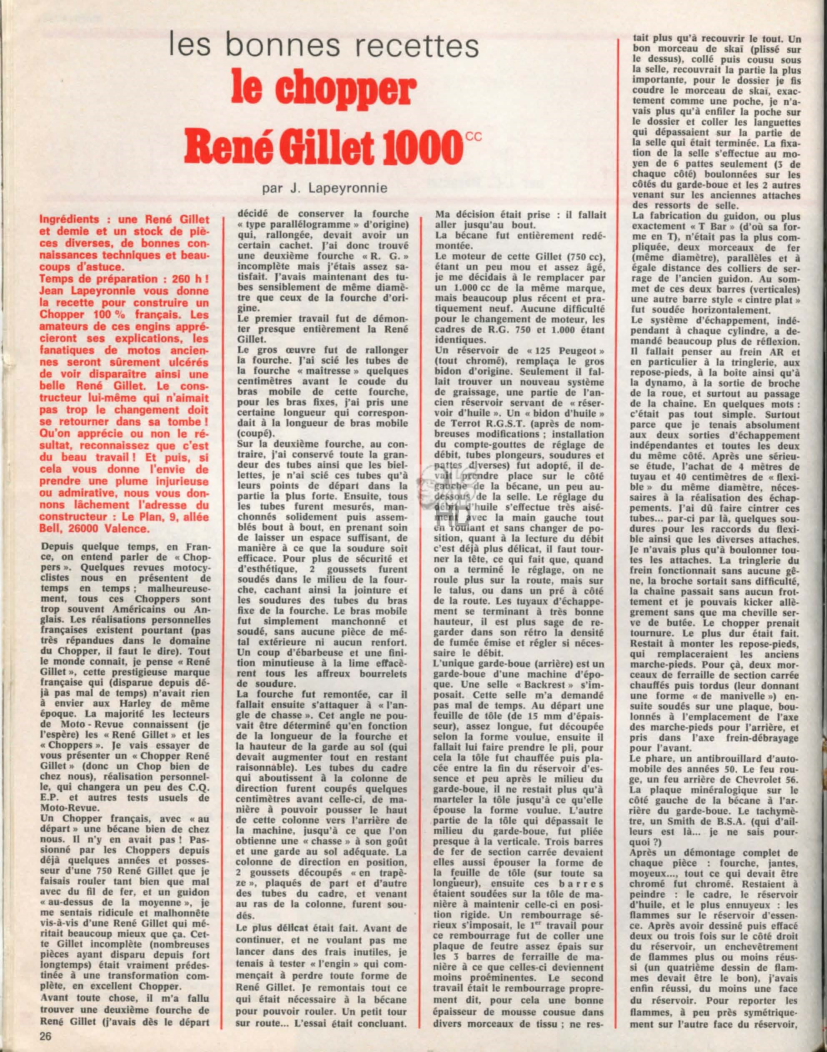 les bonnes recettes
le chopper
René Gillet 1000 cc
par J. Lapeyronnie
Ingrédients : une René Gillet
et demie et un stock de piè-
ces diverses, de bonnes con-
naissances techniques et beau-
coups d'astuce.
Temps de préparation : 260 h !
Jean Lapeyronnie vous donne
la recette pour construire un
Chopper 100 % français. Les
amateurs de ces engins appré-
cieront ses explications, les
fanatiques de motos ancien-
nes seront sûrement ulcérés
de voir disparaître ainsi une
belle René Gillet. Le cons-
tructeur lui-même qui n'aimait
pas trop le changement doit
se retourner dans sa tombe !
Qu'on apprécie ou non le ré-
sultat, reconnaissez que c'est
du beau travail ! Et puis, si
cela vous donne l'envie de
prendre une plume injurieuse
ou admirative, nous vous don-
nons lâchement l'adresse du
constructeur : Le Plan, 9, allée
Bell, 26000 Valence.
Depuis quelque temps, en Fran-
ce, on entend parler de « Chop-
pers ». Quelques revues motocy-
clistes nous en présentent de
temps en temps ; malheureuse-
ment, tous ces Choppers sont
trop souvent Américains ou An-
glais. Les réalisations personnelles
françaises existent pourtant (pas
très répandues dans le domaine
du Chopper, il faut le dire). Tout
le monde connaît, je pense « René
Gillet », cette prestigieuse marque
française qui (disparue depuis dé-
jà pas mal de temps) n'avait rien
à envier aux Harley de même
époque. La majorité les lecteurs
de Moto-Revue connaissent (je
l'espère) les « René Gillet » et les
« Choppers ». Je vais essayer de
vous présenter un « Chopper René
Gillet » (donc un Chop bien de
chez nous), réalisation personnel-
le, qui changera un peu des C.Q.
E.P. et autres tests usuels de
Moto-Revue.
Un Chopper français, avec « au
départ » une bécane bien de chez
nous. Il n'y en avait pas ! Pas-
sionné par les Choppers depuis
déjà quelques années et posses-
seur d'une 750 René Gillet que je
faisais rouler tant bien que mal
avec du fil de fer, et un guidon
« au-dessus de la moyenne », je
me sentais ridicule et malhonnête
vis-à-vis d'une René Gillet qui mé-
ritait beaucoup mieux que ça. Cet-
te Gillet incomplète (nombreuses
pièces ayant disparu depuis fort
longtemps) était vraiment prédes-
tinée à une transformation com-
plète, en excellent Chopper.
Avant toute chose, il m'a fallu
trouver une deuxième fourche de
René Gillet (j'avais dès le départ
26
décidé de conserver la fourche
« type parallélogramme » d'origine)
qui, rallongée, devait avoir un
certain cachet. J'ai donc trouvé
une deuxième fourche « R. G. »
incomplète mais j'étais assez sa-
tisfait. J'avais maintenant des tu-
bes sensiblement de même diamè-
tre que ceux de la fourche d'ori-
gine.
Le premier travail fut de démon-
ter presque entièrement la René
Gillet.
Le gros œuvre fut de rallonger
la fourche. J'ai scié les tubes de
la fourche « maitresse » quelques
centimètres avant le coude du
bras mobile de cette fourche,
pour les bras fixes, j'ai pris une
certaine longueur qui correspon-
dait à la longueur de bras mobile
(coupé).
Sur la deuxième fourche, au con-
traire, j'ai conservé toute la gran-
deur des tubes ainsi que les biel-
lettes, je n'ai scié ces tubes qu'à
leurs points de départ dans la
partie la plus forte. Ensuite, tous
les tubes furent mesurés, man-
chonnés solidement puis assem-
blés bout à bout, en prenant soin
de laisser un espace suffisant, de
manière à ce que la soudure soit
efficace. Pour plus de sécurité et
d'esthétique, 2 goussets furent
soudés dans le milieu de la four-
che, cachant ainsi la jointure et
les soudures des tubes du bras
fixe de la fourche. Le bras mobile
fut simplement manchonné et
soudé, sans aucune pièce de mé-
tal extérieure ni aucun renfort.
Un coup d'ébarbeuse et une fini-
tion minutieuse à la lime effacè-
rent tous les affreux bourrelets
de soudure.
La fourche fut remontée, car il
fallait ensuite s'attaquer à « l'an-
gle de chasse ». Cet angle ne pou-
vait être déterminé qu'en fonction
de la longueur de la fourche et
la hauteur de la garde au sol (qui
devait augmenter tout en restant
raisonnable). Les tubes du cadre
qui aboutissent à la colonne de
direction furent coupés quelques
centimètres avant celle-ci, de ma-
nière à pouvoir pousser le haut
de cette colonne vers l'arrière de
la machine, jusqu'à ce que l'on
obtienne une « chasse » à son goût
et une garde au sol adéquate. La
colonne de direction en position,
2 goussets découpés « en trapè-
ze », plaqués de part et d'autre
des tubes du cadre, et venant
au ras de la colonne, furent sou-
dés.
Le plus délicat était fait. Avant de
continuer, et ne voulant pas me
lancer dans des frais inutiles, je
tenais à tester « l'engin » qui com-
mençait à perdre toute forme de
René Gillet. Je remontais tout ce
qui était nécessaire à la bécane
pour pouvoir rouler. Un petit tour
sur route... L'essai était concluant.
Ma décision était prise : il fallait
aller jusqu'au bout.
La bécane fut entièrement redé-
montée.
Le moteur de cette Gillet (750 cc),
étant un peu mou et assez âgé,
je me décidais à le remplacer par
un 1.000 cc de la même marque,
mais beaucoup plus récent et pra-
tiquement neuf. Aucune difficulté
pour le changement de moteur, les
cadres de R.G. 750 et 1.000 étant
identiques.
Un réservoir de « 125 Peugeot »
(tout chromé), remplaça le gros
bidon d'origine. Seulement il fal-
lait trouver un nouveau système
de graissage, une partie de l'an-
cien réservoir servant de « réser-
voir d'huile ». Un « bidon d'huile »
de Terrot R.G.S.T. (après de nom-
breuses modifications ; installation
du compte-gouttes de réglage de
débit, tubes plongeurs, soudures et
pattes diverses) fut adopté, il de-
vait prendre place sur le côté
gauche de la bécane, un peu au-
dessous de la selle. Le réglage du
débit d'huile s'effectue très aisé-
ment avec la main gauche tout
en roulant et sans changer de po-
sition, quant à la lecture du débit
c'est déjà plus délicat, il faut tour-
ner la tête, ce qui fait que, quand
on a terminé le réglage, on ne
roule plus sur la route, mais sur
le talus, ou dans un pré à côté
de la route. Les tuyaux d'échappe-
ment se terminant à très bonne
hauteur, il est plus sage de re-
garder dans son rétro la densité
de fumée émise et régler si néces-
saire le débit.
L'unique garde-boue (arrière) est un
garde-boue d'une machine d'épo-
que. Une selle « Backrest » s'im-
posait. Cette selle m'a demandé
pas mal de temps. Au départ une
feuille de tôle (de 15 mm d'épais-
seur), assez longue, fut découpée
selon la forme voulue, ensuite il
fallait lui faire prendre le pli, pour
cela la tôle fut chauffée puis pla-
cée entre la fin du réservoir d'es-
sence et peu après le milieu du
garde-boue, il ne restait plus qu'à
marteler la tôle jusqu'à ce qu'elle
épouse la forme voulue. L'autre
partie de la tôle qui dépassait le
milieu du garde-boue, fut pliée
presque à la verticale. Trois barres
de fer de section carrée devaient
elles aussi épouser la forme de
la feuille de tôle (sur toute sa
longueur), ensuite ces barres
étaient soudées sur la tôle de ma-
nière à maintenir celle-ci en posi-
tion rigide. Un rembourrage sé-
rieux s'imposait, le 1er travail pour
ce rembourrage fut de coller une
plaque de feutre assez épais sur
les 3 barres de ferraille de ma-
nière à ce que celles-ci deviennent
moins proéminentes. Le second
travail était le rembourrage propre-
ment dit, pour cela une bonne
épaisseur de mousse cousue dans
divers morceaux de tissu ; ne res-
tait plus qu'à recouvrir le tout. Un
bon morceau de skaï (plissé sur
le dessus), collé puis cousu sous
la selle, recouvrait la partie la plus
importante, pour le dossier je fis
coudre le morceau de skaï, exac-
tement comme une poche, je n'a-
vais plus qu'à enfiler la poche sur
le dossier et coller les languettes
qui dépassaient sur la partie de
la selle qui était terminée. La fixa-
tion de la selle s'effectue au mo-
yen de 6 pattes seulement (3 de
chaque côté) boulonnées sur les
côtés du garde-boue et les 2 autres
venant sur les anciennes attaches
des ressorts de selle.
La fabrication du guidon, ou plus
exactement « T Bar » (d'où sa for-
me en T), n'était pas la plus com-
pliquée, deux morceaux de fer
(même diamètre), parallèles et à
égale distance des colliers de ser-
rage de l'ancien guidon. Au som-
met de ces deux barres (verticales)
une autre barre style « cintre plat »
fut soudée horizontalement.
Le système d'échappement, indé-
pendant à chaque cylindre, a de-
mandé beaucoup plus de réflexion.
Il fallait penser au frein AR et
en particulier à la tringlerie, aux
repose-pieds, à la boite ainsi qu'à
la dynamo, à la sortie de broche
de la roue, et surtout au passage
de la chaîne. En quelques mots :
c'était pas tout simple. Surtout
parce que je tenais absolument
aux deux sorties d'échappement
indépendantes et toutes les deux
du même côté. Après une sérieu-
se étude, l'achat de 4 mètres de
tuyau et 40 centimètres de « flexi-
ble » du même diamètre, néces-
saires à la réalisation des échap-
pements. J'ai dû faire cintrer ces
tubes... par-ci par là, quelques sou-
dures pour les raccords du flexi-
ble ainsi que les diverses attaches.
Je n'avais plus qu'à boulonner tou-
tes les attaches. La tringlerie du
frein fonctionnait sans aucune gê-
ne, la broche sortait sans difficulté,
la chaîne passait sans aucun frot-
tement et je pouvais kicker allè-
grement sans que ma cheville ser-
ve de butée. Le chopper prenait
tournure. Le plus dur était fait.
Restait à monter les repose-pieds,
qui remplaceraient les anciens
marche-pieds. Pour çà, deux mor-
ceaux de ferraille de section carrée
chauffés puis tordus (leur donnant
une forme « de manivelle ») en-
suite soudés sur une plaque, bou-
lonnés à l'emplacement de l'axe
des marche-pieds pour l'arrière, et
pris dans l'axe frein-débrayage
pour l'avant.
Le phare, un antibrouillard d'auto-
mobile des années 50. Le feu rou-
ge, un feu arrière de Chevrolet 56.
La plaque minéralogique sur le
côté gauche de la bécane à l'ar-
rière du garde-boue. Le tachymè-
tre, un Smith de B.S.A. (qui d'ail-
leurs est là... je ne sais pour-
quoi ?)
Après un démontage complet de
chaque pièce : fourche, jantes,
moyeux..., tout ce qui devait être
chromé fut chromé. Restaient à
peindre : le cadre, le réservoir
d'huile, et le plus ennuyeux : les
flammes sur le réservoir d'essen-
ce. Après avoir dessiné puis effacé
deux ou trois fois sur le côté droit
du réservoir, un enchevêtrement
de flammes plus ou moins réus-
si (un quatrième dessin de flam-
mes devait être le bon), j'avais
enfin réussi, du moins une face
du réservoir. Pour reporter les
flammes, à peu près symétrique-
ment sur l'autre face du réservoir,